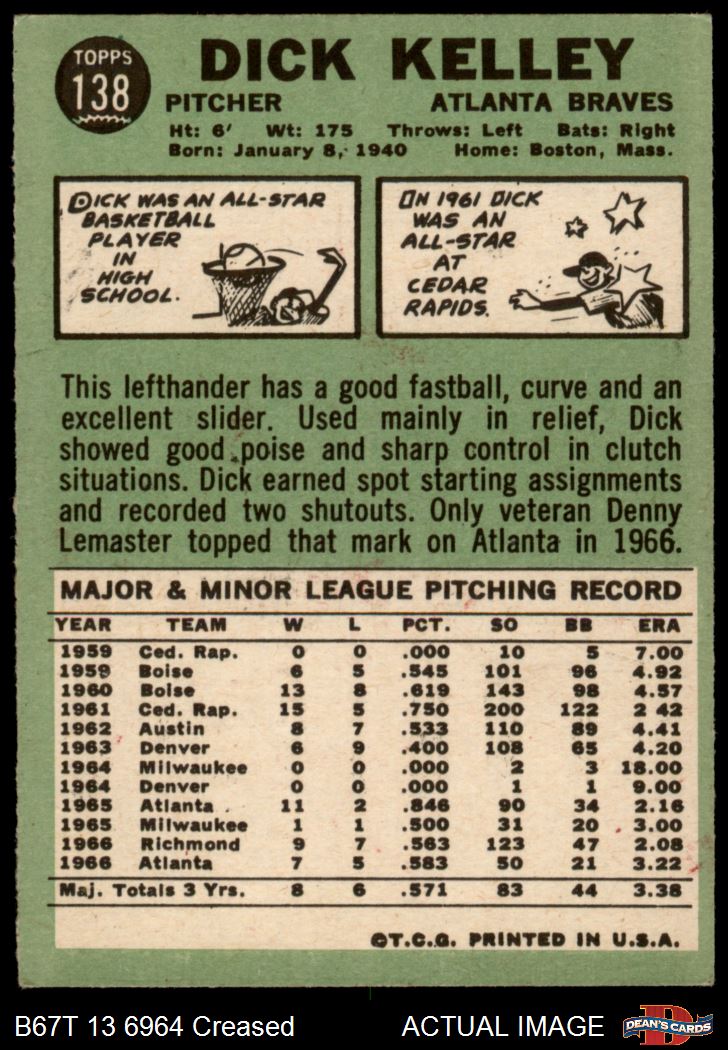 TOPPS
138
DICK KELLEY
PITCHER ATLANTA BRAVES
Ht: 6' Wt: 175 Throws: Left Bats: Right
Born: January 8, 1940 Home: Boston, Mass.
DICK WAS AN ALL-STAR
BASKETBALL
PLAYER
IN
HIGH
SCHOOL.
IN 1961 DICK
WAS AN
ALL-STAR
AT
CEDAR
RAPIDS.
This lefthander has a good fastball, curve and an
excellent slider. Used mainly in relief, Dick
showed good poise and sharp control in clutch
situations. Dick earned spot starting assignments
and recorded two shutouts. Only veteran Denny
Lemaster topped that mark on Atlanta in 1966.
MAJOR & MINOR LEAGUE PITCHING RECORD
YEAR TEAM W L PCT. SO BB ERA
1959 Ced. Rap. 0 0 .000 10 5 7.00
1959 Boise 6 5 .545 101 96 4.92
1960 Boise 13 8 .619 143 98 4.57
1961 Ced. Rap. 15 5 .750 200 122 2 42
1962 Austin 8 7 .533 110 89 4.41
1963 Denver 6 9 .400 108 65 4.20
1964 Milwaukee 0 0 .000 2 3 18.00
1964 Denver 0 0 .000 1 1 9.00
1965 Atlanta 11 2 .846 90 34 2.16
1965 Milwaukee 1 1 .500 31 20 3.00
1966 Richmond 9 7 .563 123 47 2.08
1966 Atlanta 7 5 .583 50 21 3.22
Maj. Totals 3 Yrs. 8 6 .571 83 44 3.38
©T.C.G. PRINTED IN U.S.A.
B67T 13 6964 Creased ACTUAL IMAGE
DEAN'S CARDS